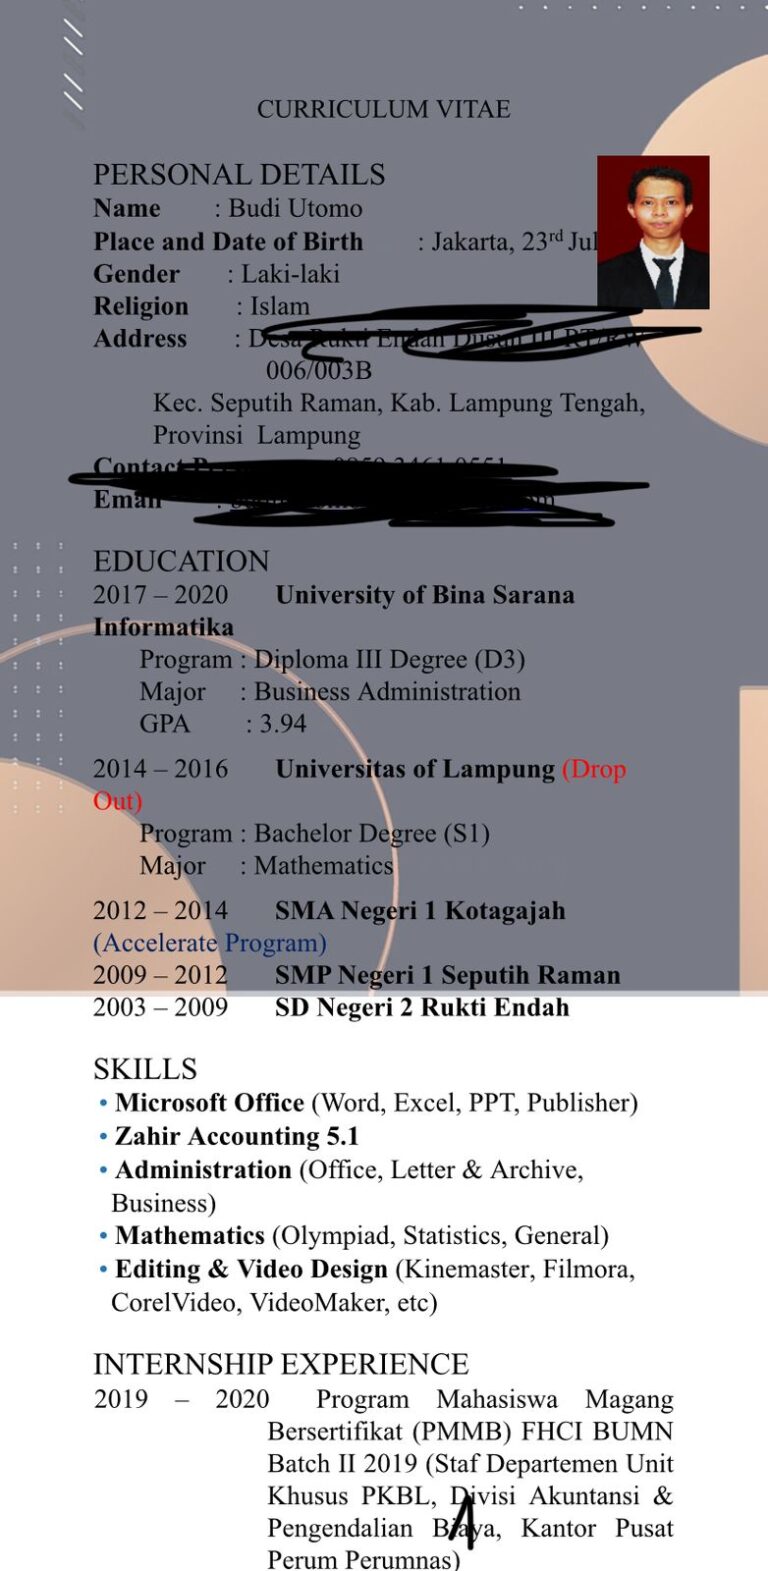 CURRICULUM VITAE
PERSONAL DETAILS
Name : Budi Utomo
Place and Date of Birth : Jakarta, 23rd Jul
Gender : Laki-laki
Religion : Islam
Address :
006/003B
Kec. Seputih Raman, Kab. Lampung Tengah,
Provinsi Lampung
Contact
Email :
EDUCATION
2017 – 2020 University of Bina Sarana
Informatika
Program : Diploma III Degree (D3)
Major : Business Administration
GPA : 3.94
2014 – 2016 Universitas of Lampung (Drop
Out)
Program : Bachelor Degree (S1)
Major : Mathematics
2012 – 2014 SMA Negeri 1 Kotagajah
(Accelerate Program)
2009 – 2012 SMP Negeri 1 Seputih Raman
2003 – 2009 SD Negeri 2 Rukti Endah
SKILLS
• Microsoft Office (Word, Excel, PPT, Publisher)
• Zahir Accounting 5.1
• Administration (Office, Letter & Archive,
Business)
• Mathematics (Olympiad, Statistics, General)
• Editing & Video Design (Kinemaster, Filmora,
CorelVideo, VideoMaker, etc)
INTERNSHIP EXPERIENCE
2019 – 2020 Program Mahasiswa Magang
Bersertifikat (PMMB) FHCI BUMN
Batch II 2019 (Staf Departemen Unit
Khusus PKBL, Divisi Akuntansi &
Pengendalian Biaya, Kantor Pusat
Perum Perumnas)